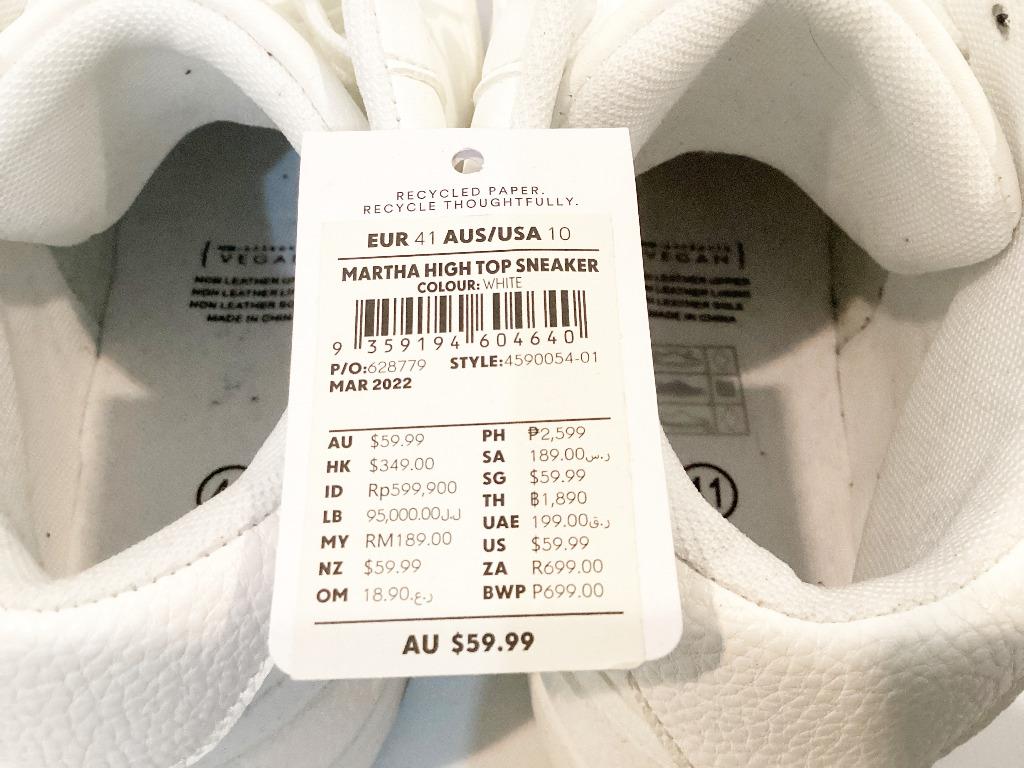 RECYCLED PAPER.
RECYCLE THOUGHTFULLY.
EUR 41 AUS/USA 10
MARTHA HIGH TOP SNEAKER
COLOUR: WHITE
9 359194 604640
P/O:628779 STYLE:4590054-01
MAR 2022
AU $59.99
HK $349.00
ID Rp599,900
LB 95,000.00ل.ل
MY RM189.00
NZ $59.99
OM 18.90ر.ع.
PH ₱2,599
SA 189.00ر.س
SG $59.99
TH ฿1,890
UAE 199.00ر.ق
US $59.99
ZA R699.00
BWP P699.00
AU $59.99
VEGAN
NON LEATHER
NON LEATHER
NON LEATHER
MADE IN CHINA
VEGAN
LEATHER UPPER
LEATHER
LEATHER SOLE
IN CHINA